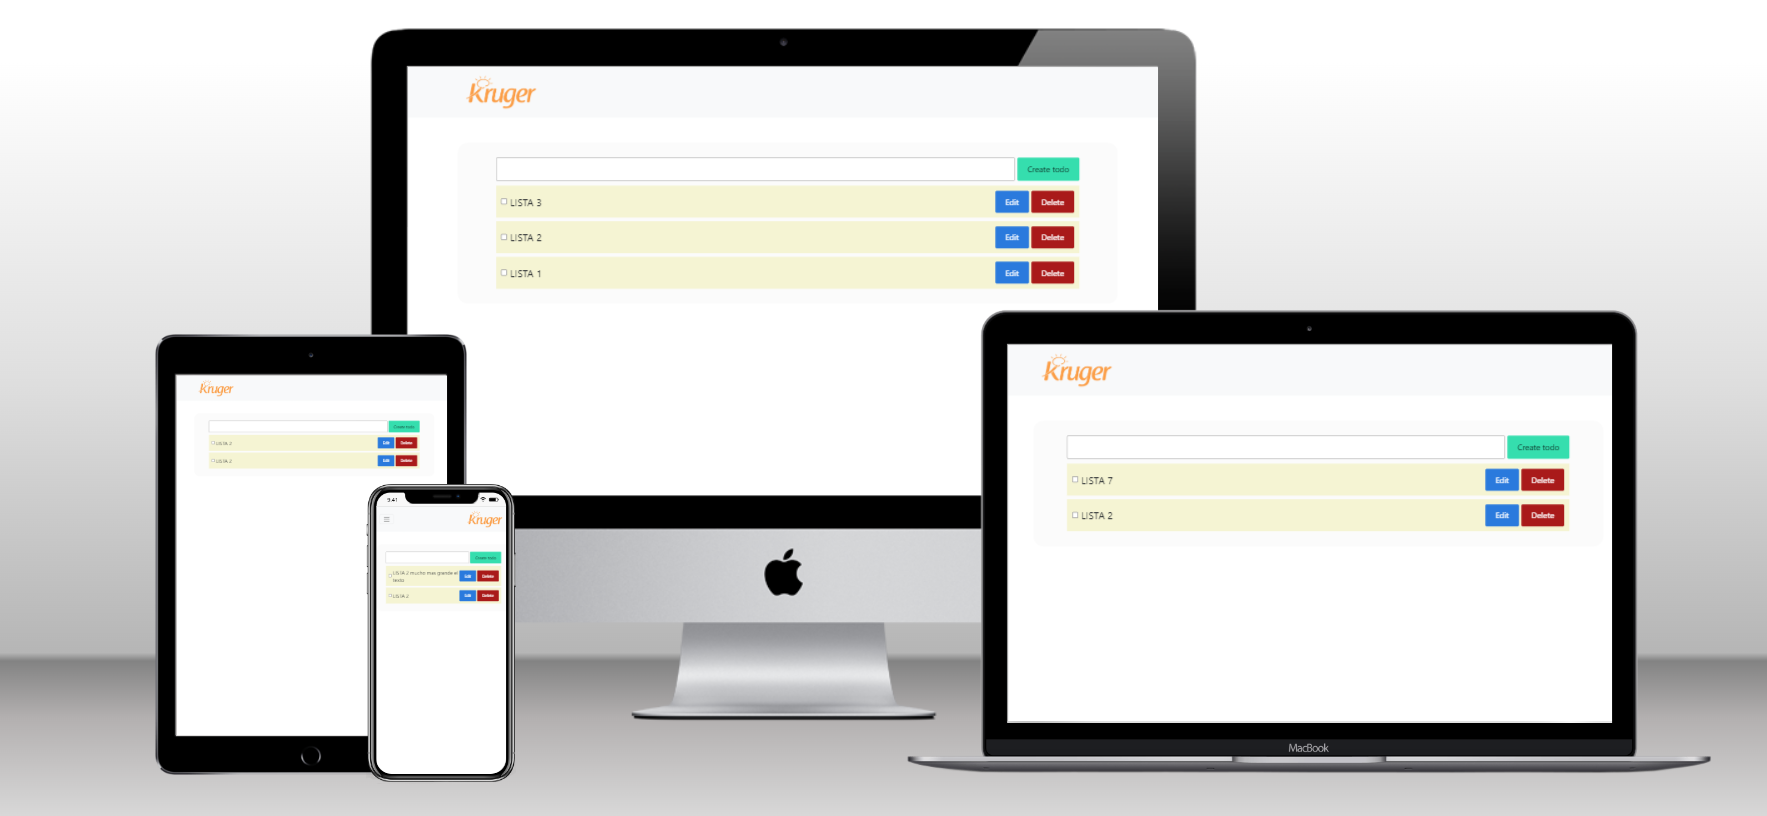 Kruger
Create todo
LISTA 3 Edit Delete
LISTA 2 Edit Delete
LISTA 1 Edit Delete
Kruger
Create todo
LISTA 2 Edit Delete
LISTA 2 Edit Delete
9:41
Kruger
Create todo
LISTA 2 mucho mas grande el
texto
Edit Delete
LISTA 2 Edit Delete
Kruger
Create todo
LISTA 7 Edit Delete
LISTA 2 Edit Delete
MacBook